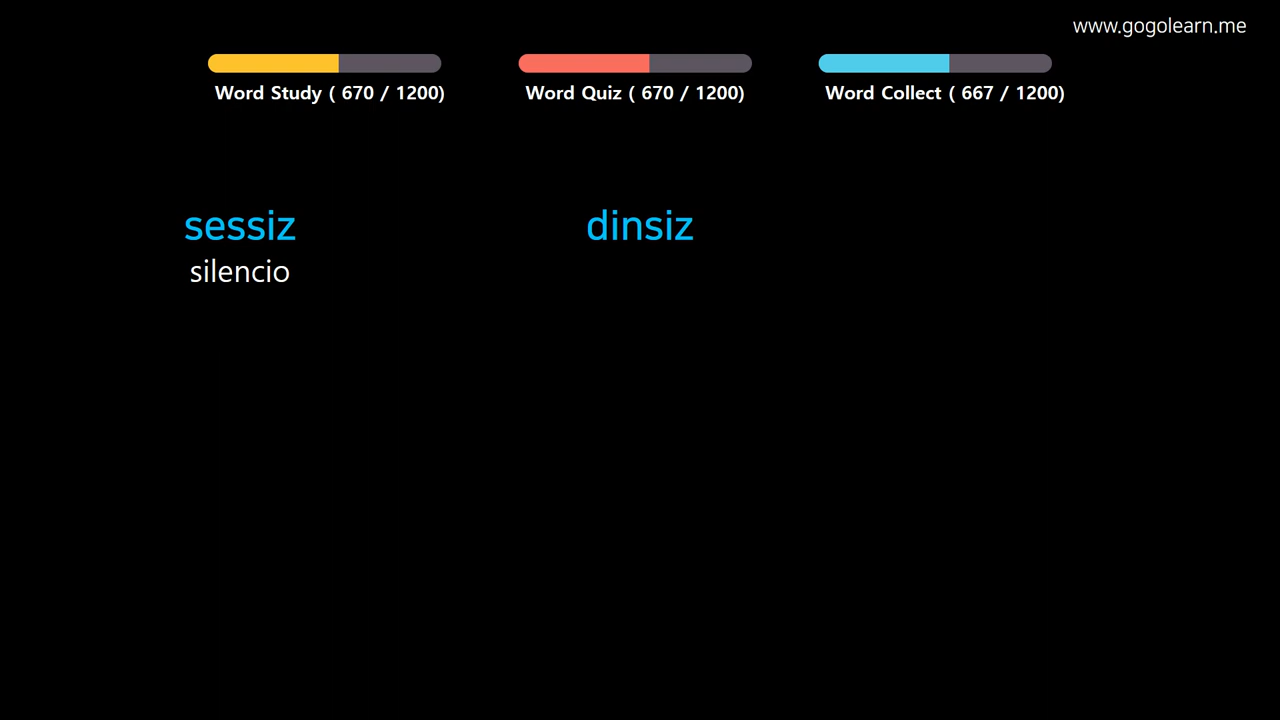 www.gogolearn.me
Word Study ( 670 / 1200)
Word Quiz ( 670 / 1200)
Word Collect ( 667 / 1200)
sessiz
silencio
dinsiz